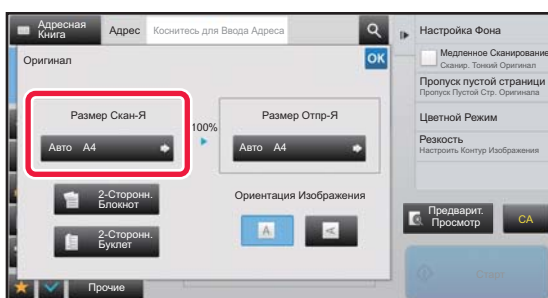 Адресная
Книга
Адрес
Коснитесь для Ввода Адреса
Настройка Фона
Оригинал
OK
Медленное Сканирование
Сканир. Тонкий Оригинал
Пропуск пустой страници
Пропуск Пустой Стр. Оригинала
Размер Скан-Я
100%
Размер Отпр-Я
Цветной Режим
Авто A4
Авто A4
Резкость
Настроить Контур Изображения
2-Сторонн.
Блокнот
Ориентация Изображения
2-Сторонн.
Буклет
A
A
Предварит.
Просмотр
CA
Прочие
Старт